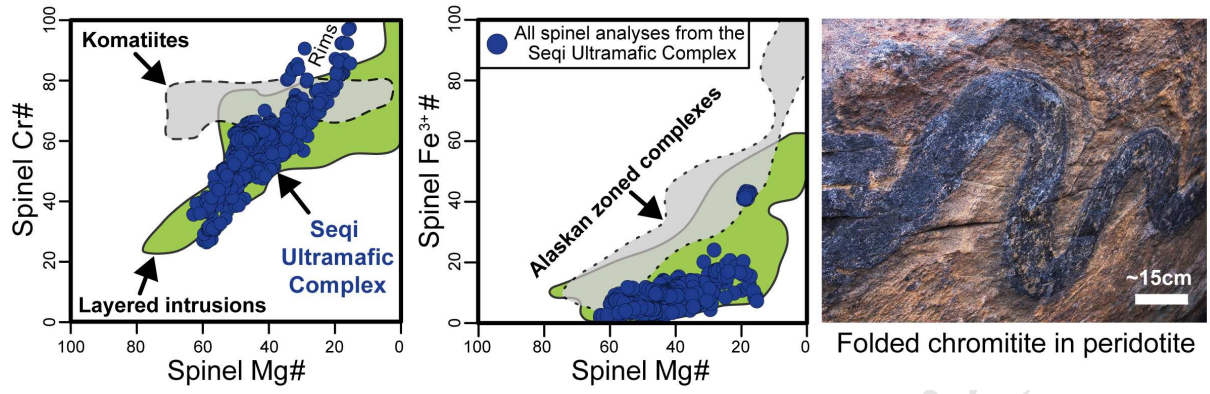 Spinel Cr#
100
80
60
40
20
0
Komatiites
Rims
Seqi
Ultramafic
Complex
Layered intrusions
100
80
60
40
20
0
Spinel Mg#
Spinel Fe³⁺#
100
80
60
40
20
0
All spinel analyses from the
Seqi Ultramafic Complex
Alaskan zoned complexes
100
80
60
40
20
0
Spinel Mg#
~15cm
Folded chromitite in peridotite